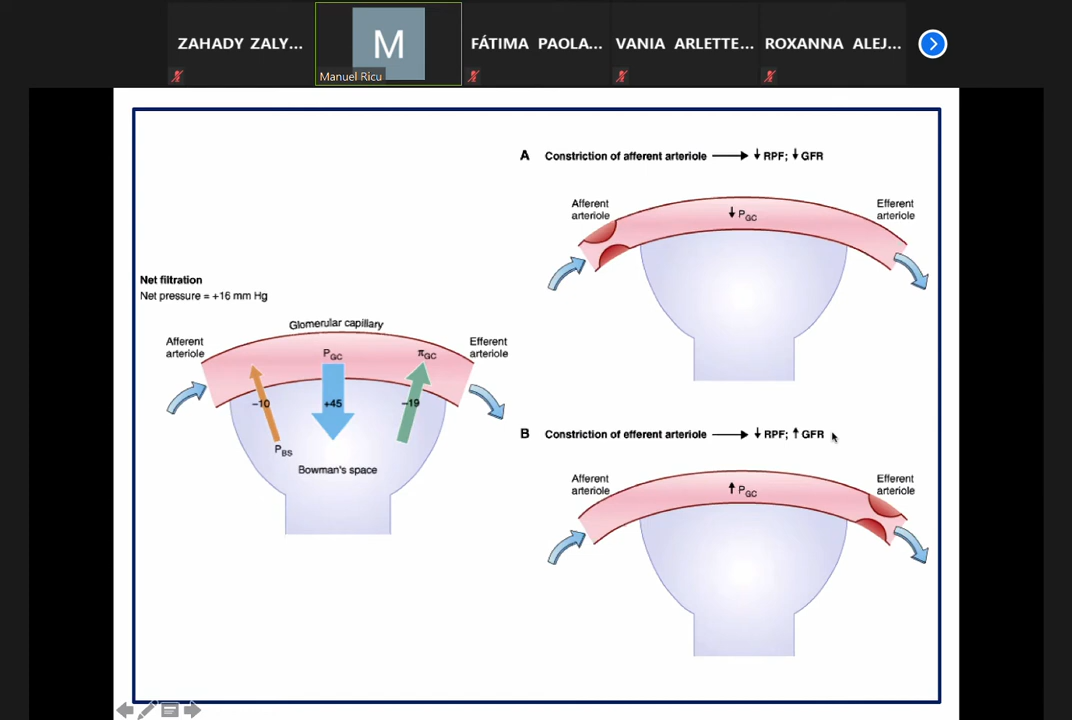 ZAHADY ZALY...
M
Manuel Ricu
FÁTIMA PAOLA...
VANIA ARLETTE...
ROXANNA ALEJ...
Net filtration
Net pressure = +16 mm Hg
Glomerular capillary
Afferent
arteriole
Efferent
arteriole
PGC
πGC
–10
+45
–19
PBS
Bowman's space
A Constriction of afferent arteriole → ↓ RPF; ↓ GFR
Afferent
arteriole
↓ PGC
Efferent
arteriole
B Constriction of efferent arteriole → ↓ RPF; ↑ GFR
Afferent
arteriole
↑ PGC
Efferent
arteriole